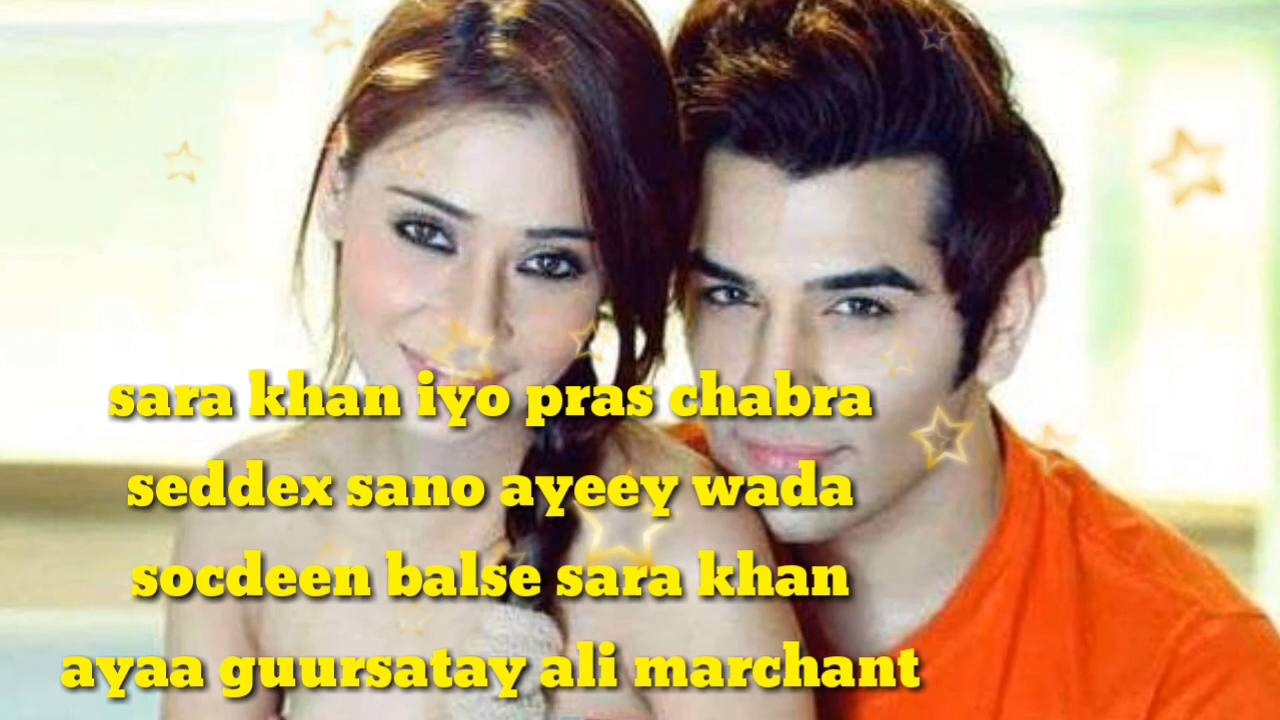 sara khan iyo pras chabra
seddex sano ayeey wada
socdeen balse sara khan
ayaa guursatay ali marchant